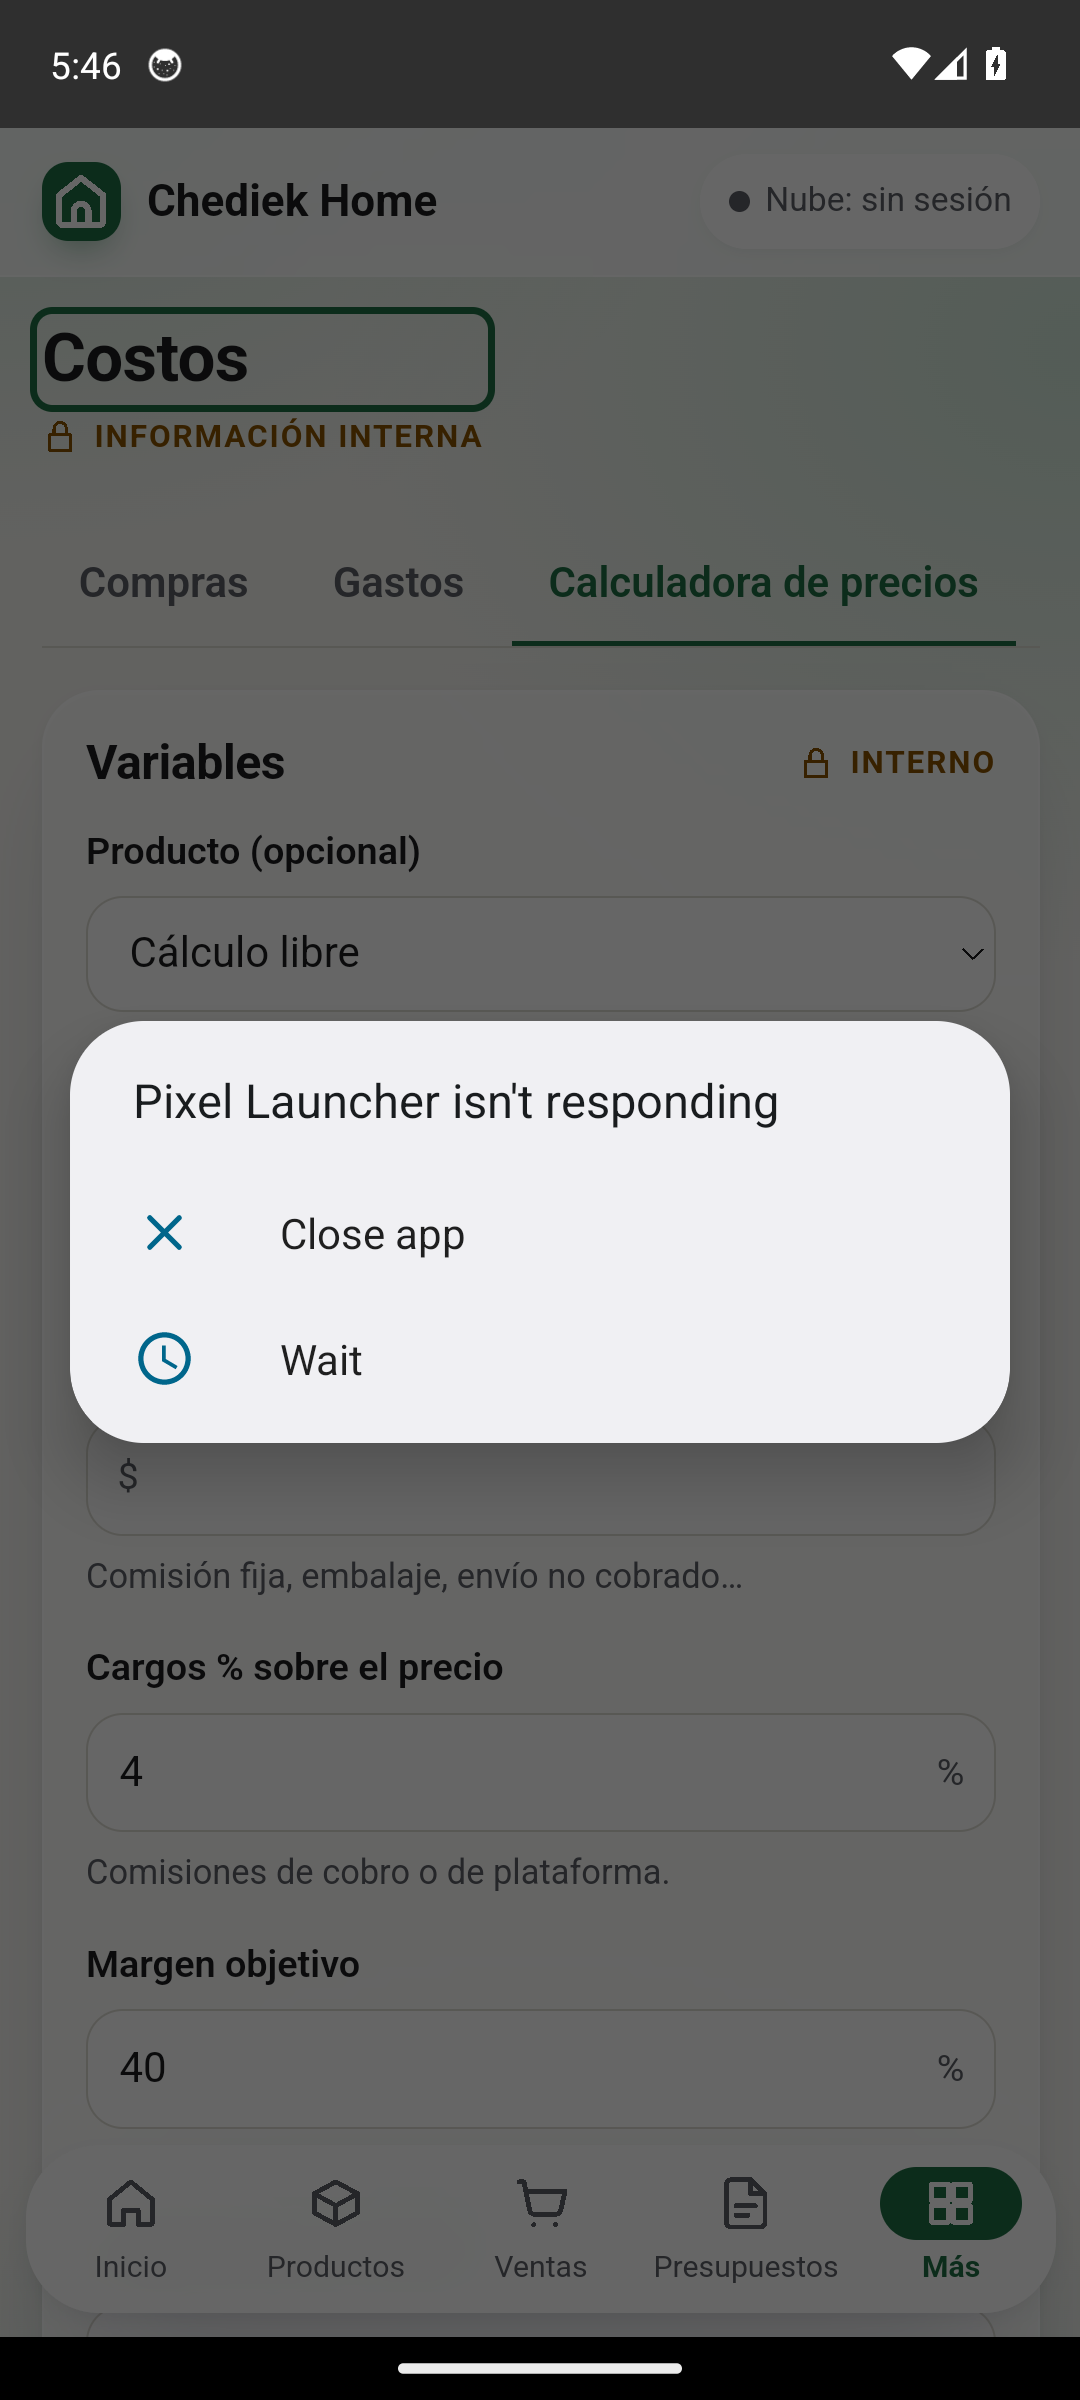 5:46
Chediek Home
Nube: sin sesión
Costos
INFORMACIÓN INTERNA
Compras
Gastos
Calculadora de precios
Variables
INTERNO
Producto (opcional)
Cálculo libre
Pixel Launcher isn't responding
Close app
Wait
$
Comisión fija, embalaje, envío no cobrado...
Cargos % sobre el precio
4
%
Comisiones de cobro o de plataforma.
Margen objetivo
40
%
Inicio
Productos
Ventas
Presupuestos
Más